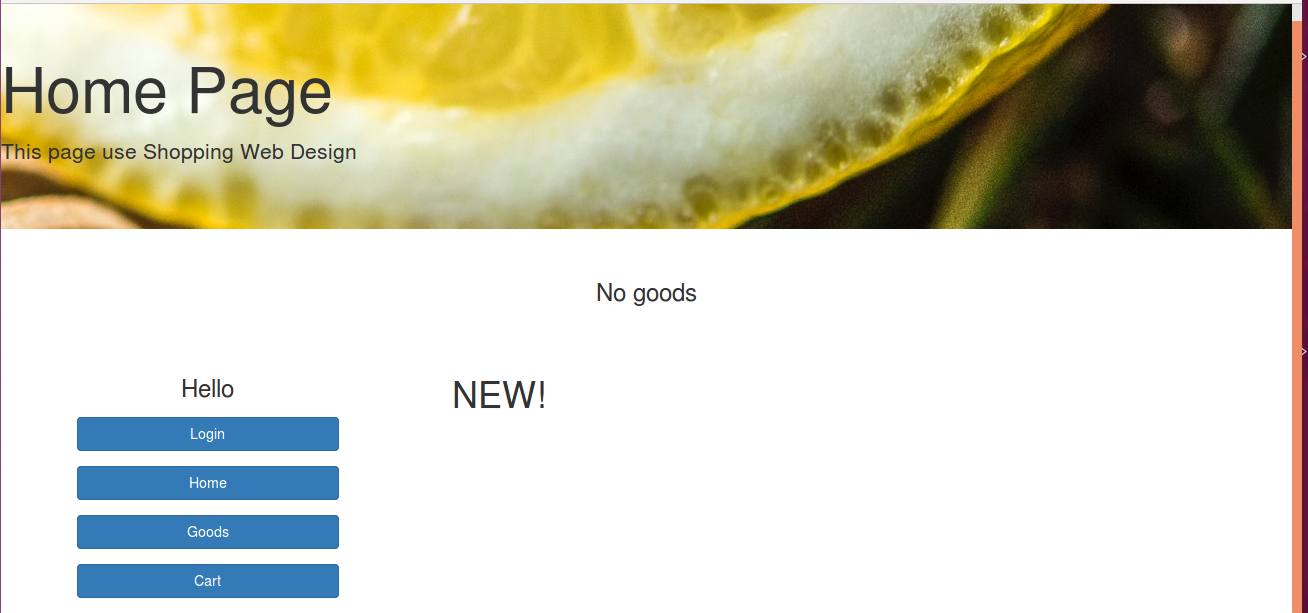 Home Page
This page use Shopping Web Design
No goods
Hello
NEW!
Login
Home
Goods
Cart